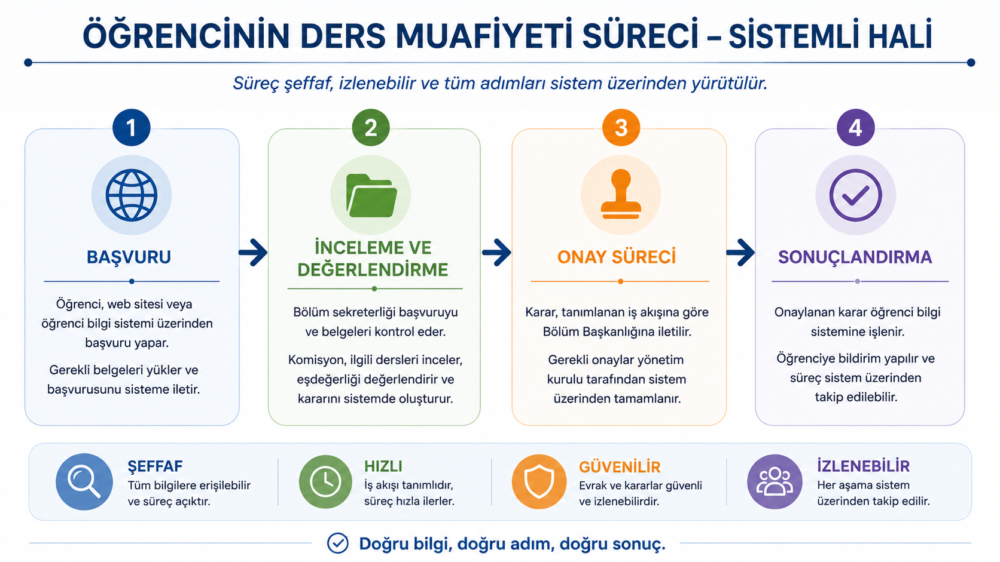 ÖĞRENCİNİN DERS MUAFİYETİ SÜRECİ – SİSTEMLİ HALİ
Süreç şeffaf, izlenebilir ve tüm adımları sistem üzerinden yürütülür.
1
BAŞVURU
Öğrenci, web sitesi veya
öğrenci bilgi sistemi üzerinden
başvuru yapar.
Gerekli belgeleri yükler ve
başvurusunu sisteme iletir.
2
İNCELEME VE
DEĞERLENDİRME
Bölüm sekreterliği başvuruyu
ve belgeleri kontrol eder.
Komisyon, ilgili dersleri inceler,
eşdeğerliği değerlendirir ve
kararını sistemde oluşturur.
3
ONAY SÜRECİ
Karar, tanımlanan iş akışına göre
Bölüm Başkanlığına iletilir.
Gerekli onaylar yönetim
kurulu tarafından sistem
üzerinden tamamlanır.
4
SONUÇLANDIRMA
Onaylanan karar öğrenci bilgi
sistemine işlenir.
Öğrenciye bildirim yapılır ve
süreç sistem üzerinden
takip edilebilir.
ŞEFFAF
Tüm bilgilere erişilebilir
ve süreç açıktır.
HIZLI
İş akışı tanımlıdır,
süreç hızla ilerler.
GÜVENİLİR
Evrak ve kararlar güvenli
ve izlenebilirdir.
İZLENEBİLİR
Her aşama sistem
üzerinden takip edilir.
Doğru bilgi, doğru adım, doğru sonuç.